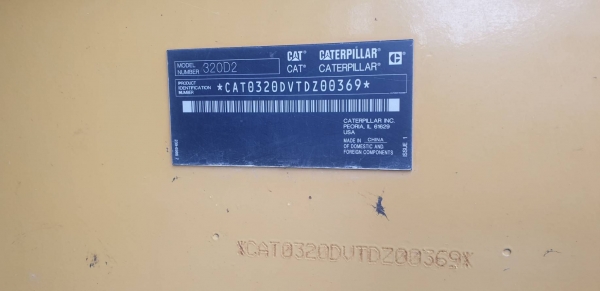 MODEL NUMBER 320D2
CAT CATERPILLAR C
CAT® CATERPILLAR®
PRODUCT IDENTIFICATION NUMBER
*CAT0320DVTDZ00369*
CATERPILLAR INC.
PEORIA, IL 61629
USA
MADE IN CHINA
OF DOMESTIC AND
FOREIGN COMPONENTS
ISSUE 1
*CAT0320DVTDZ00369*